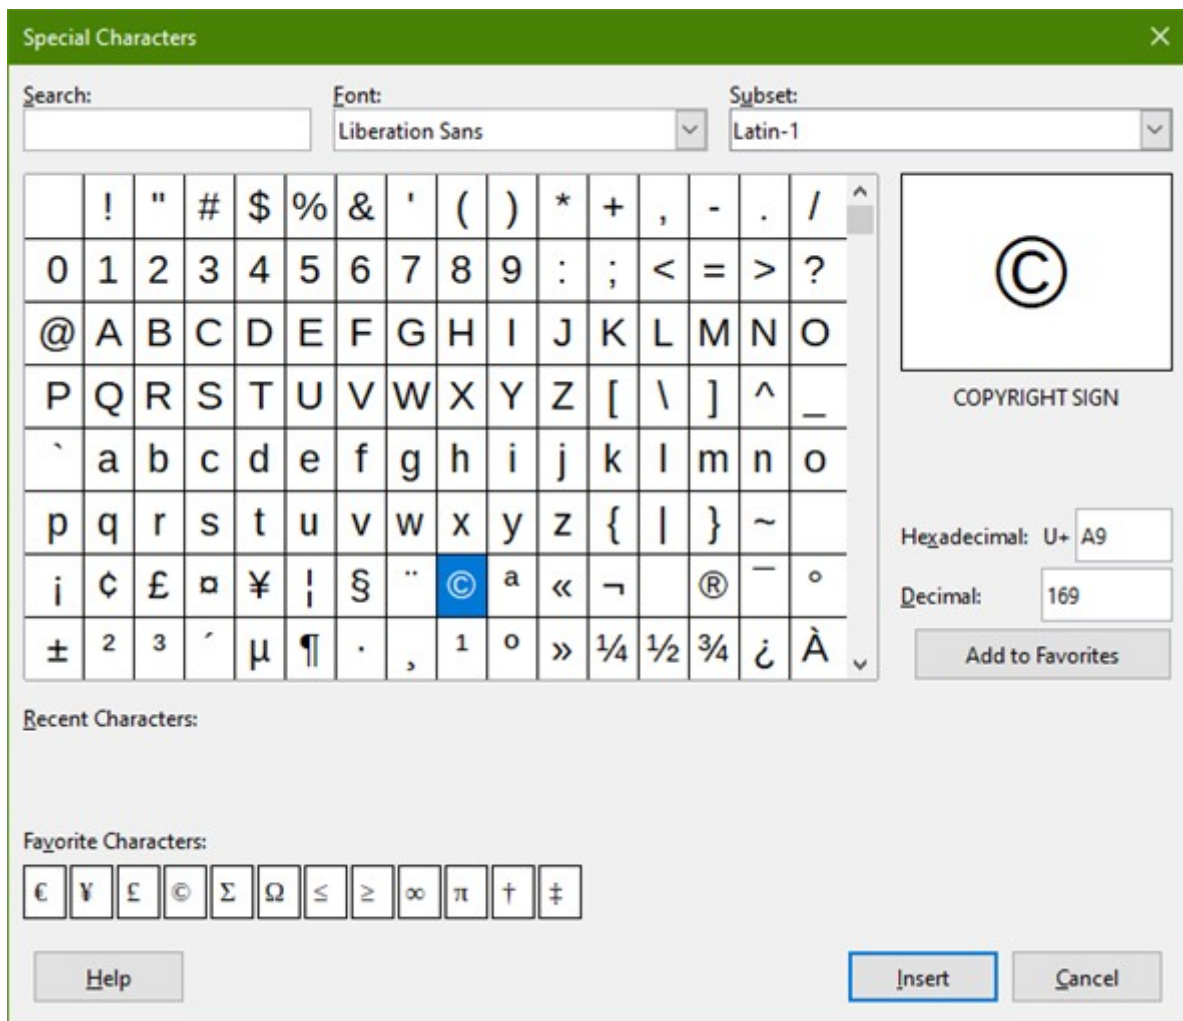 Special Characters
Search: Font: Subset:
Liberation Sans Latin-1
! " # $ % & ' ( ) * + , - . /
0 1 2 3 4 5 6 7 8 9 : ; < = > ?
@ A B C D E F G H I J K L M N O
P Q R S T U V W X Y Z [ \ ] ^ _
` a b c d e f g h i j k l m n o
p q r s t u v w x y z { | } ~
¡ ¢ £ ¤ ¥ ¦ § ¨ © ª « ¬ ® ¯ °
± ² ³ ´ µ ¶ · ¸ ¹ º » ¼ ½ ¾ ¿ À
©
COPYRIGHT SIGN
Hexadecimal: U+ A9
Decimal: 169
Add to Favorites
Recent Characters:
Favorite Characters:
€ ¥ £ © Σ Ω ≤ ≥ ∞ π † ‡
Help Insert Cancel